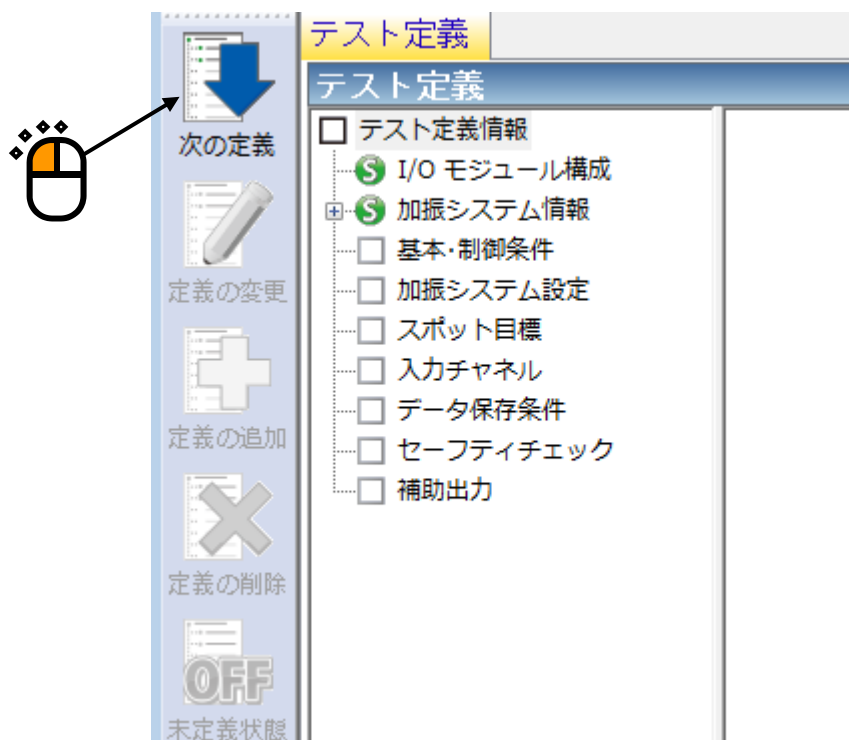 テスト定義
テスト定義
次の定義
定義の変更
定義の追加
定義の削除
OFF
未定義状態
テスト定義情報
S I/O モジュール構成
S 加振システム情報
基本・制御条件
加振システム設定
スポット目標
入力チャネル
データ保存条件
セーフティチェック
補助出力